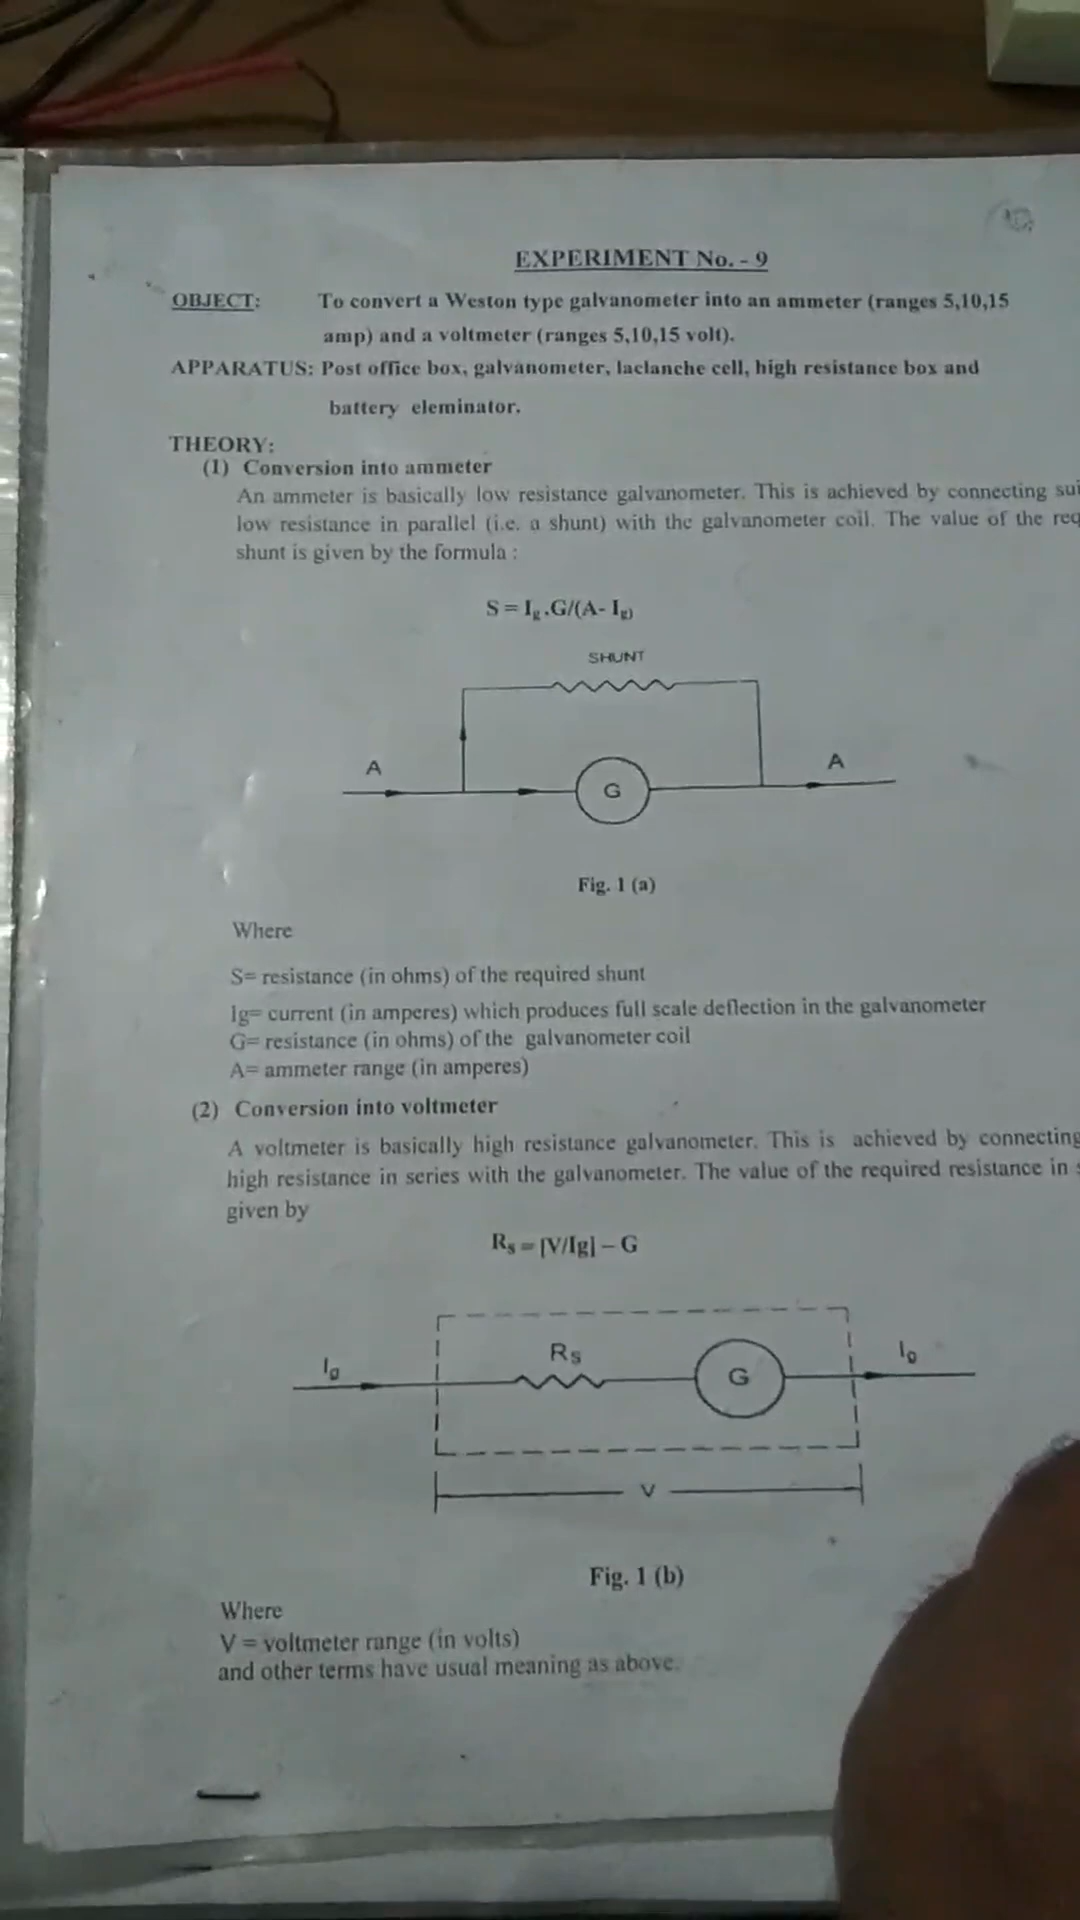 EXPERIMENT No. - 9
OBJECT: To convert a Weston type galvanometer into an ammeter (ranges 5,10,15
amp) and a voltmeter (ranges 5,10,15 volt).
APPARATUS: Post office box, galvanometer, laclanche cell, high resistance box and
battery eleminator.
THEORY:
(1) Conversion into ammeter
An ammeter is basically low resistance galvanometer. This is achieved by connecting sui
low resistance in parallel (i.e. a shunt) with the galvanometer coil. The value of the req
shunt is given by the formula :
S = Ig .G/(A- Ig)
SHUNT
A
A
G
Fig. 1 (a)
Where
S= resistance (in ohms) of the required shunt
Ig= current (in amperes) which produces full scale deflection in the galvanometer
G= resistance (in ohms) of the galvanometer coil
A= ammeter range (in amperes)
(2) Conversion into voltmeter
A voltmeter is basically high resistance galvanometer. This is achieved by connecting
high resistance in series with the galvanometer. The value of the required resistance in s
given by
Rs = [V/Ig] – G
Ig
Rs
G
Ig
V
Fig. 1 (b)
Where
V = voltmeter range (in volts)
and other terms have usual meaning as above.